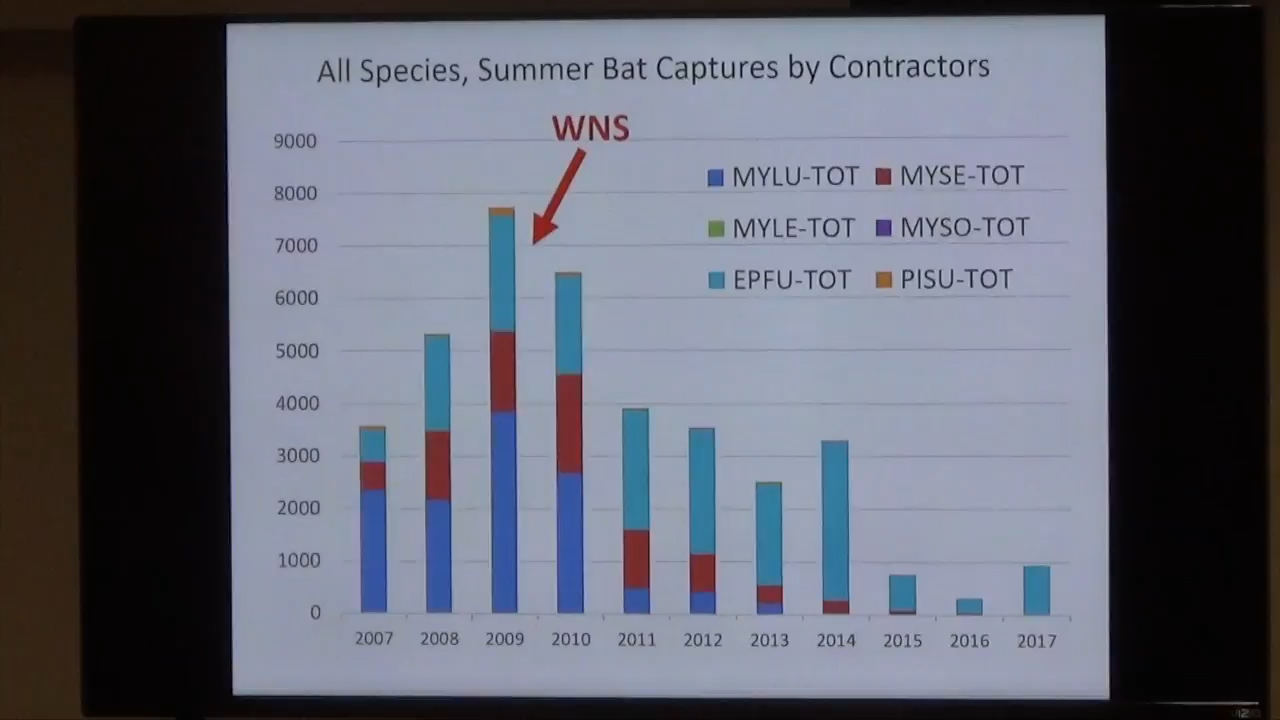 All Species, Summer Bat Captures by Contractors
WNS
9000
8000
7000
6000
5000
4000
3000
2000
1000
0
MYLU-TOT MYSE-TOT
MYLE-TOT MYSO-TOT
EPFU-TOT PISU-TOT
2007 2008 2009 2010 2011 2012 2013 2014 2015 2016 2017